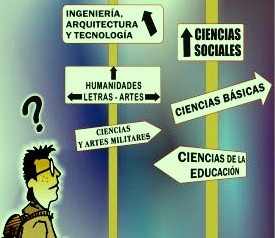 INGENIERÍA,
ARQUITECTURA
Y TECNOLOGÍA
CIENCIAS
SOCIALES
HUMANIDADES
LETRAS - ARTES
CIENCIAS BÁSICAS
CIENCIAS
Y ARTES MILITARES
CIENCIAS DE LA
EDUCACIÓN
?